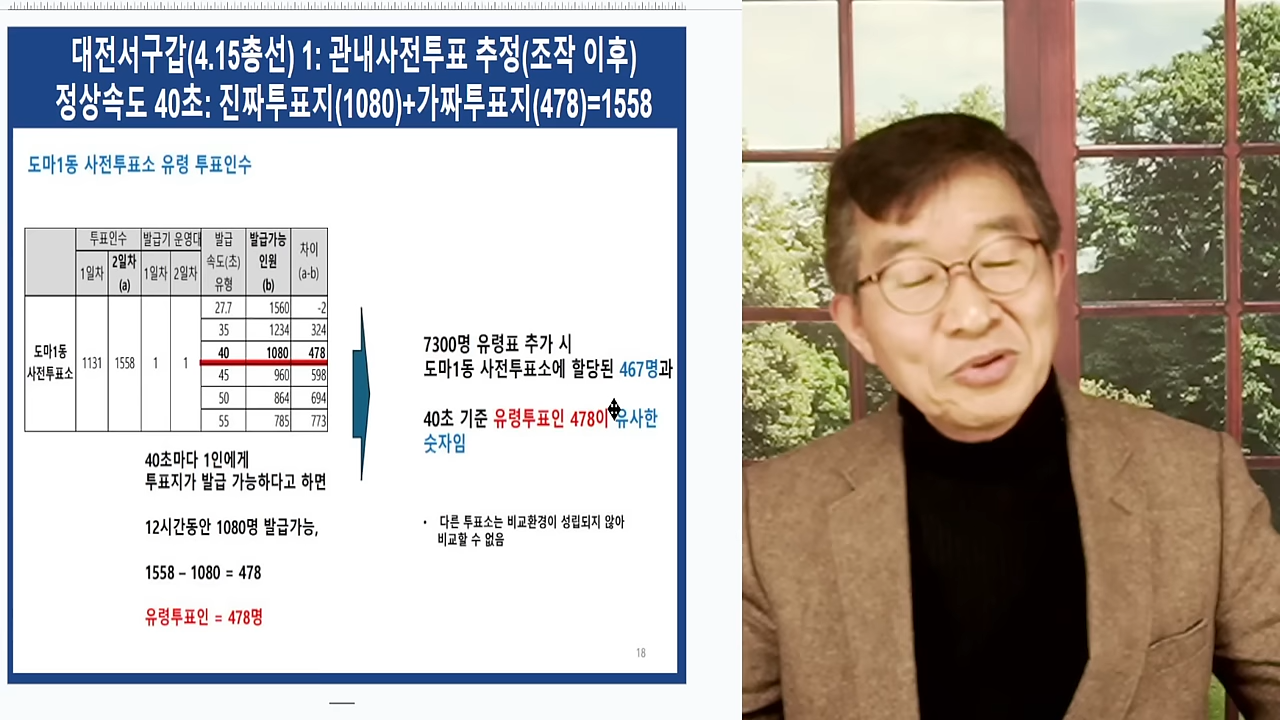 대전서구갑(4.15총선) 1: 관내사전투표 추정(조작 이후)
정상속도 40초: 진짜투표지(1080)+가짜투표지(478)=1558
도마1동 사전투표소 유령 투표인수
투표인수 발급기 운영대 발급 속도(초) 유형 발급가능 인원 (b) 차이 (a-b)
1일차 2일차 (a) 1일차 2일차
도마1동 사전투표소 1131 1558 1 1
27.7 1560 -2
35 1234 324
40 1080 478
45 960 598
50 864 694
55 785 773
40초마다 1인에게
투표지가 발급 가능하다고 하면
12시간동안 1080명 발급가능,
1558 – 1080 = 478
유령투표인 = 478명
7300명 유령표 추가 시
도마1동 사전투표소에 할당된 467명과
40초 기준 유령투표인 478이 유사한
숫자임
• 다른 투표소는 비교환경이 성립되지 않아
비교할 수 없음
18